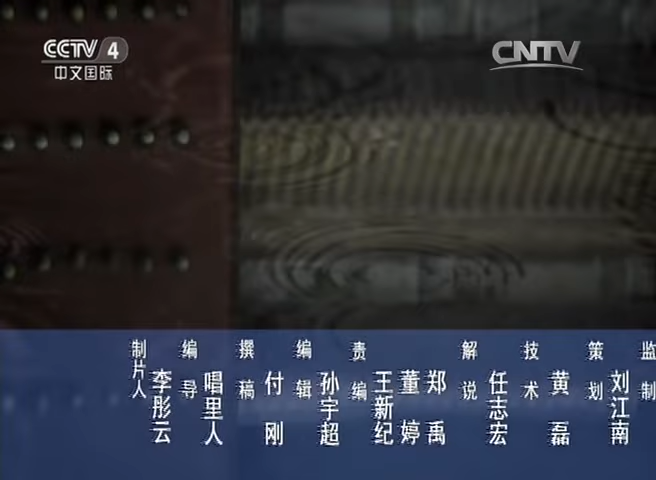 CCTV 4
中文国际
CNTV
制片人
李彤云
编导
唱里人
撰稿
付刚
编辑
孙宇超
责编
王新纪
董婷
郑禹
解说
任志宏
技术
黄磊
策划
刘江南
监制